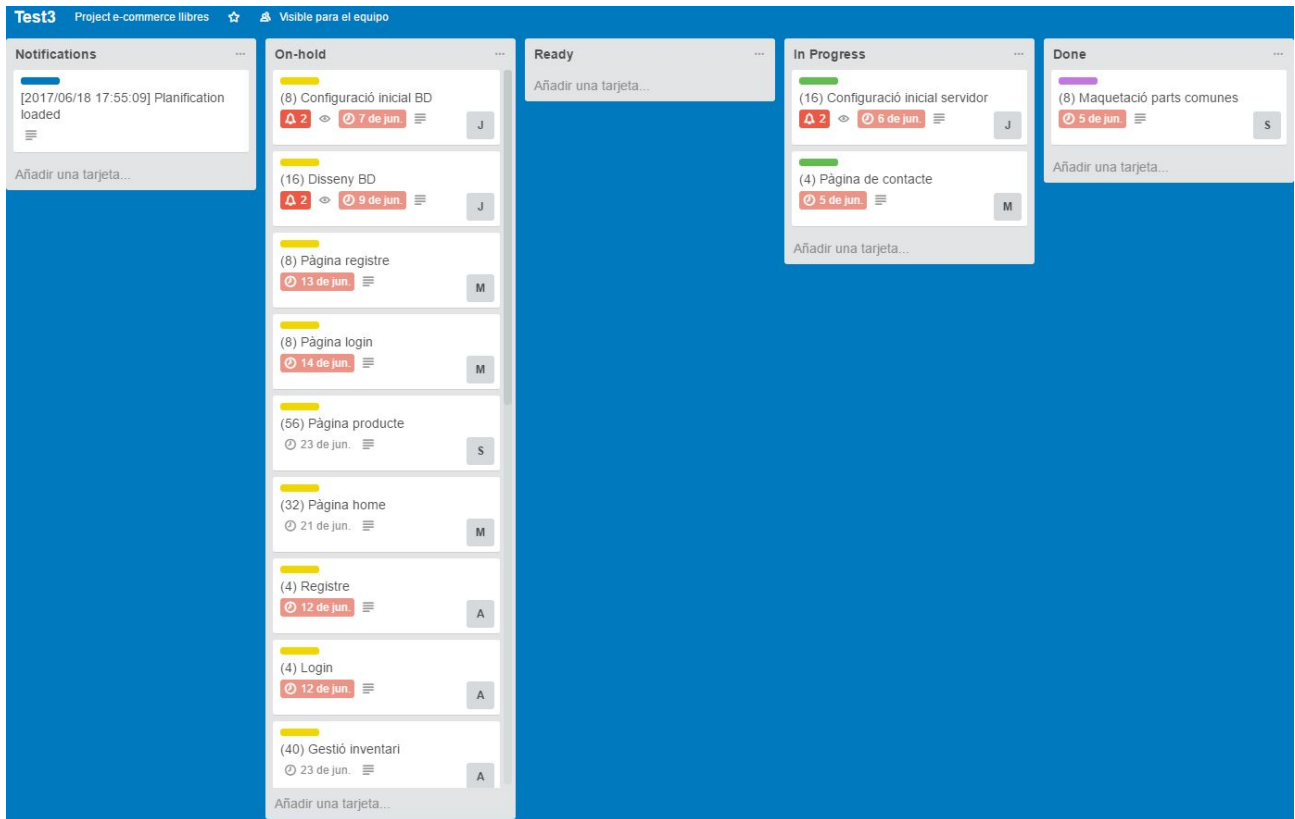 Test3 Project e-commerce llibres Visible para el equipo
Notifications
[2017/06/18 17:55:09] Planification
loaded
Añadir una tarjeta...
On-hold
(8) Configuració inicial BD
2 7 de jun.
J
(16) Disseny BD
2 9 de jun.
J
(8) Pàgina registre
13 de jun.
M
(8) Pàgina login
14 de jun.
M
(56) Pàgina producte
23 de jun.
S
(32) Pàgina home
21 de jun.
M
(4) Registre
12 de jun.
A
(4) Login
12 de jun.
A
(40) Gestió inventari
23 de jun.
A
Añadir una tarjeta...
Ready
Añadir una tarjeta...
In Progress
(16) Configuració inicial servidor
2 6 de jun.
J
(4) Pàgina de contacte
5 de jun.
M
Añadir una tarjeta...
Done
(8) Maquetació parts comunes
5 de jun.
S
Añadir una tarjeta...